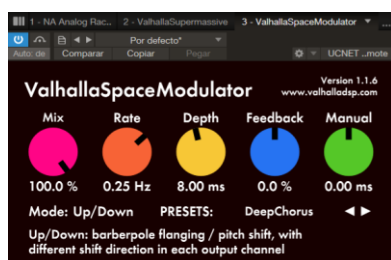 1 - NA Analog Rac.. 2 - ValhallaSupermassive 3 - ValhallaSpaceModulator
Por defecto*
Auto: de Comparar Copiar Pegar UCNET ...mote
ValhallaSpaceModulator
Version 1.1.6
www.valhalladsp.com
Mix Rate Depth Feedback Manual
100.0 % 0.25 Hz 8.00 ms 0.0 % 0.00 ms
Mode: Up/Down PRESETS: DeepChorus
Up/Down: barberpole flanging / pitch shift, with
different shift direction in each output channel